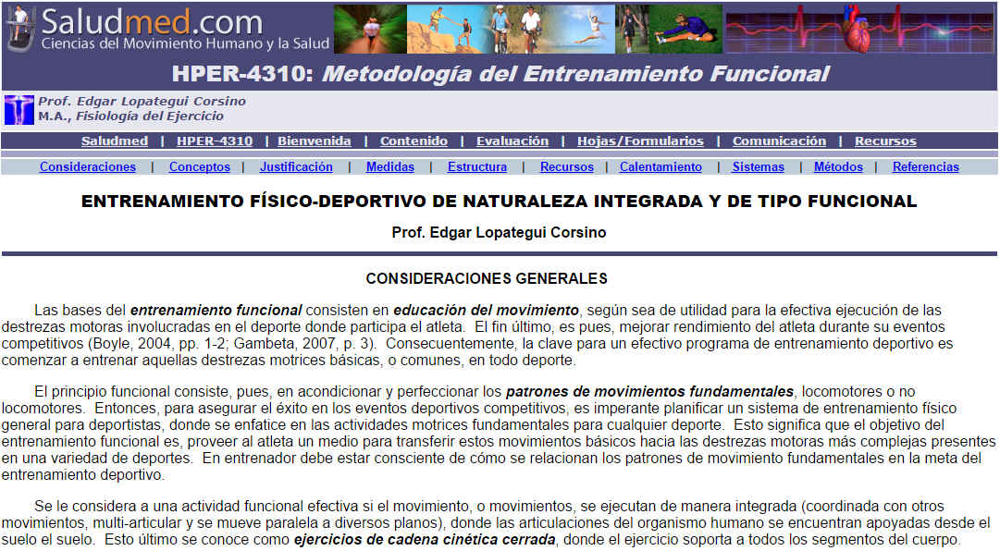 Saludmed.com
Ciencias del Movimiento Humano y la Salud
HPER-4310: Metodología del Entrenamiento Funcional
Prof. Edgar Lopategui Corsino
M.A., Fisiología del Ejercicio
Saludmed | HPER-4310 | Bienvenida | Contenido | Evaluación | Hojas/Formularios | Comunicación | Recursos
Consideraciones | Conceptos | Justificación | Medidas | Estructura | Recursos | Calentamiento | Sistemas | Métodos | Referencias
ENTRENAMIENTO FÍSICO-DEPORTIVO DE NATURALEZA INTEGRADA Y DE TIPO FUNCIONAL
Prof. Edgar Lopategui Corsino
CONSIDERACIONES GENERALES
Las bases del entrenamiento funcional consisten en educación del movimiento, según sea de utilidad para la efectiva ejecución de las
destrezas motoras involucradas en el deporte donde participa el atleta. El fin último, es pues, mejorar rendimiento del atleta durante su eventos
competitivos (Boyle, 2004, pp. 1-2; Gambeta, 2007, p. 3). Consecuentemente, la clave para un efectivo programa de entrenamiento deportivo es
comenzar a entrenar aquellas destrezas motrices básicas, o comunes, en todo deporte.
El principio funcional consiste, pues, en acondicionar y perfeccionar los patrones de movimientos fundamentales, locomotores o no
locomotores. Entonces, para asegurar el éxito en los eventos deportivos competitivos, es imperante planificar un sistema de entrenamiento físico
general para deportistas, donde se enfatice en las actividades motrices fundamentales para cualquier deporte. Esto significa que el objetivo del
entrenamiento funcional es, proveer al atleta un medio para transferir estos movimientos básicos hacia las destrezas motoras más complejas presentes
en una variedad de deportes. En entrenador debe estar consciente de cómo se relacionan los patrones de movimiento fundamentales en la meta del
entrenamiento deportivo.
Se le considera a una actividad funcional efectiva si el movimiento, o movimientos, se ejecutan de manera integrada (coordinada con otros
movimientos, multi-articular y se mueve paralela a diversos planos), donde las articulaciones del organismo humano se encuentran apoyadas desde el
suelo el suelo. Esto último se conoce como ejercicios de cadena cinética cerrada, donde el ejercicio soporta a todos los segmentos del cuerpo.